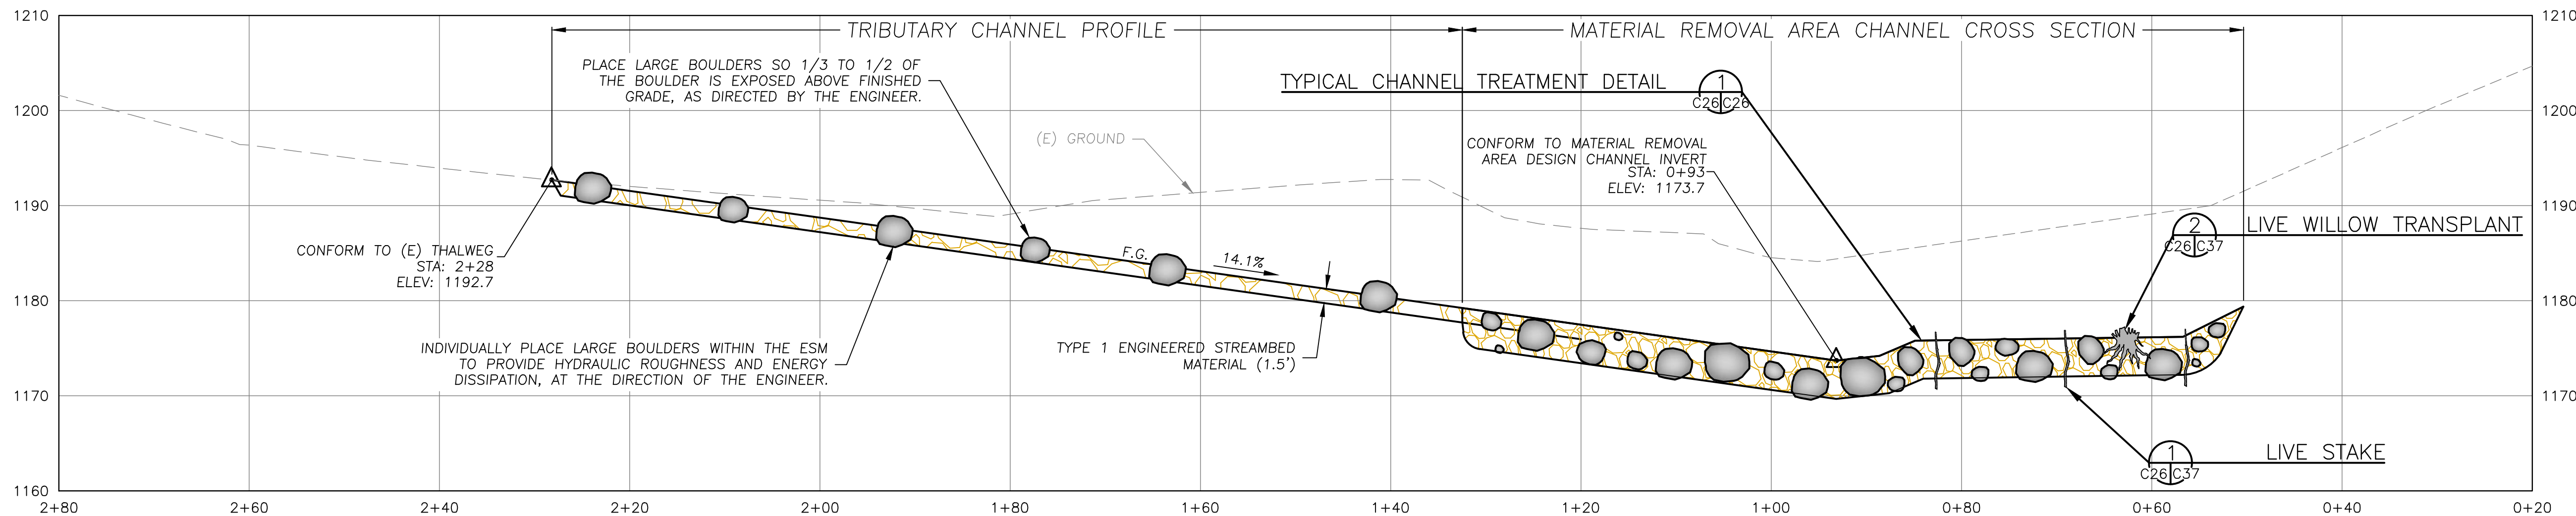 1210
1210
TRIBUTARY CHANNEL PROFILE
MATERIAL REMOVAL AREA CHANNEL CROSS SECTION
PLACE LARGE BOULDERS SO 1/3 TO 1/2 OF
THE BOULDER IS EXPOSED ABOVE FINISHED
GRADE, AS DIRECTED BY THE ENGINEER.
TYPICAL CHANNEL TREATMENT DETAIL
1
C26 C26
1200
1200
(E) GROUND
CONFORM TO MATERIAL REMOVAL
AREA DESIGN CHANNEL INVERT
STA: 0+93
ELEV: 1173.7
1190
1190
2
C26 C37
LIVE WILLOW TRANSPLANT
CONFORM TO (E) THALWEG
STA: 2+28
ELEV: 1192.7
F.G.
14.1%
1180
1180
INDIVIDUALLY PLACE LARGE BOULDERS WITHIN THE ESM
TO PROVIDE HYDRAULIC ROUGHNESS AND ENERGY
DISSIPATION, AT THE DIRECTION OF THE ENGINEER.
TYPE 1 ENGINEERED STREAMBED
MATERIAL (1.5')
1170
1170
1
C26 C37
LIVE STAKE
1160
1160
2+80
2+60
2+40
2+20
2+00
1+80
1+60
1+40
1+20
1+00
0+80
0+60
0+40
0+20